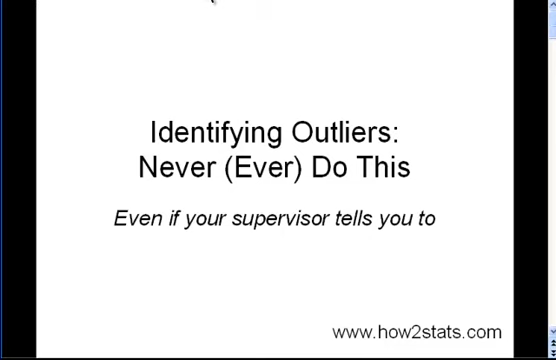 Identifying Outliers:
Never (Ever) Do This
Even if your supervisor tells you to
www.how2stats.com